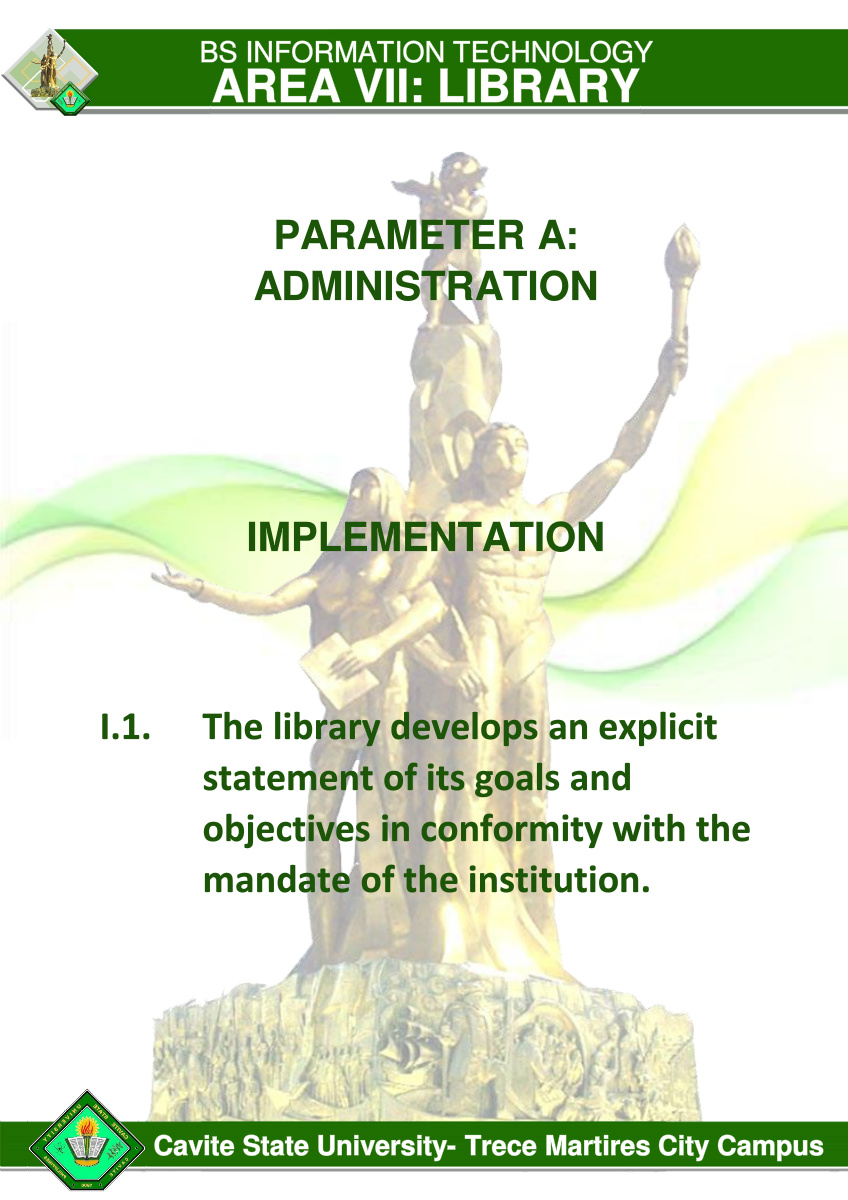 BS INFORMATION TECHNOLOGY
AREA VII: LIBRARY
PARAMETER A:
ADMINISTRATION
IMPLEMENTATION
I.1. The library develops an explicit
statement of its goals and
objectives in conformity with the
mandate of the institution.
Cavite State University- Trece Martires City Campus